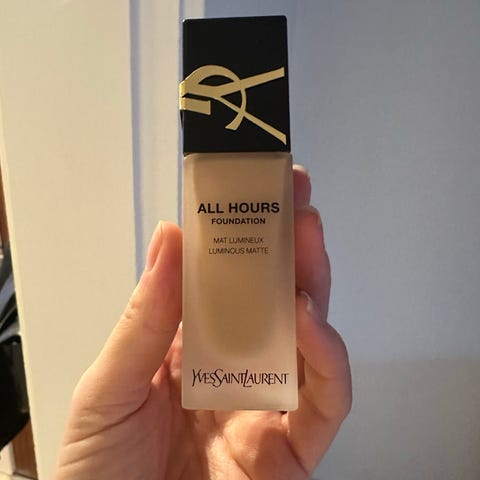 ALL HOURS
FOUNDATION
MAT LUMINEUX
LUMINOUS MATTE
YVESSAINTLAURENT